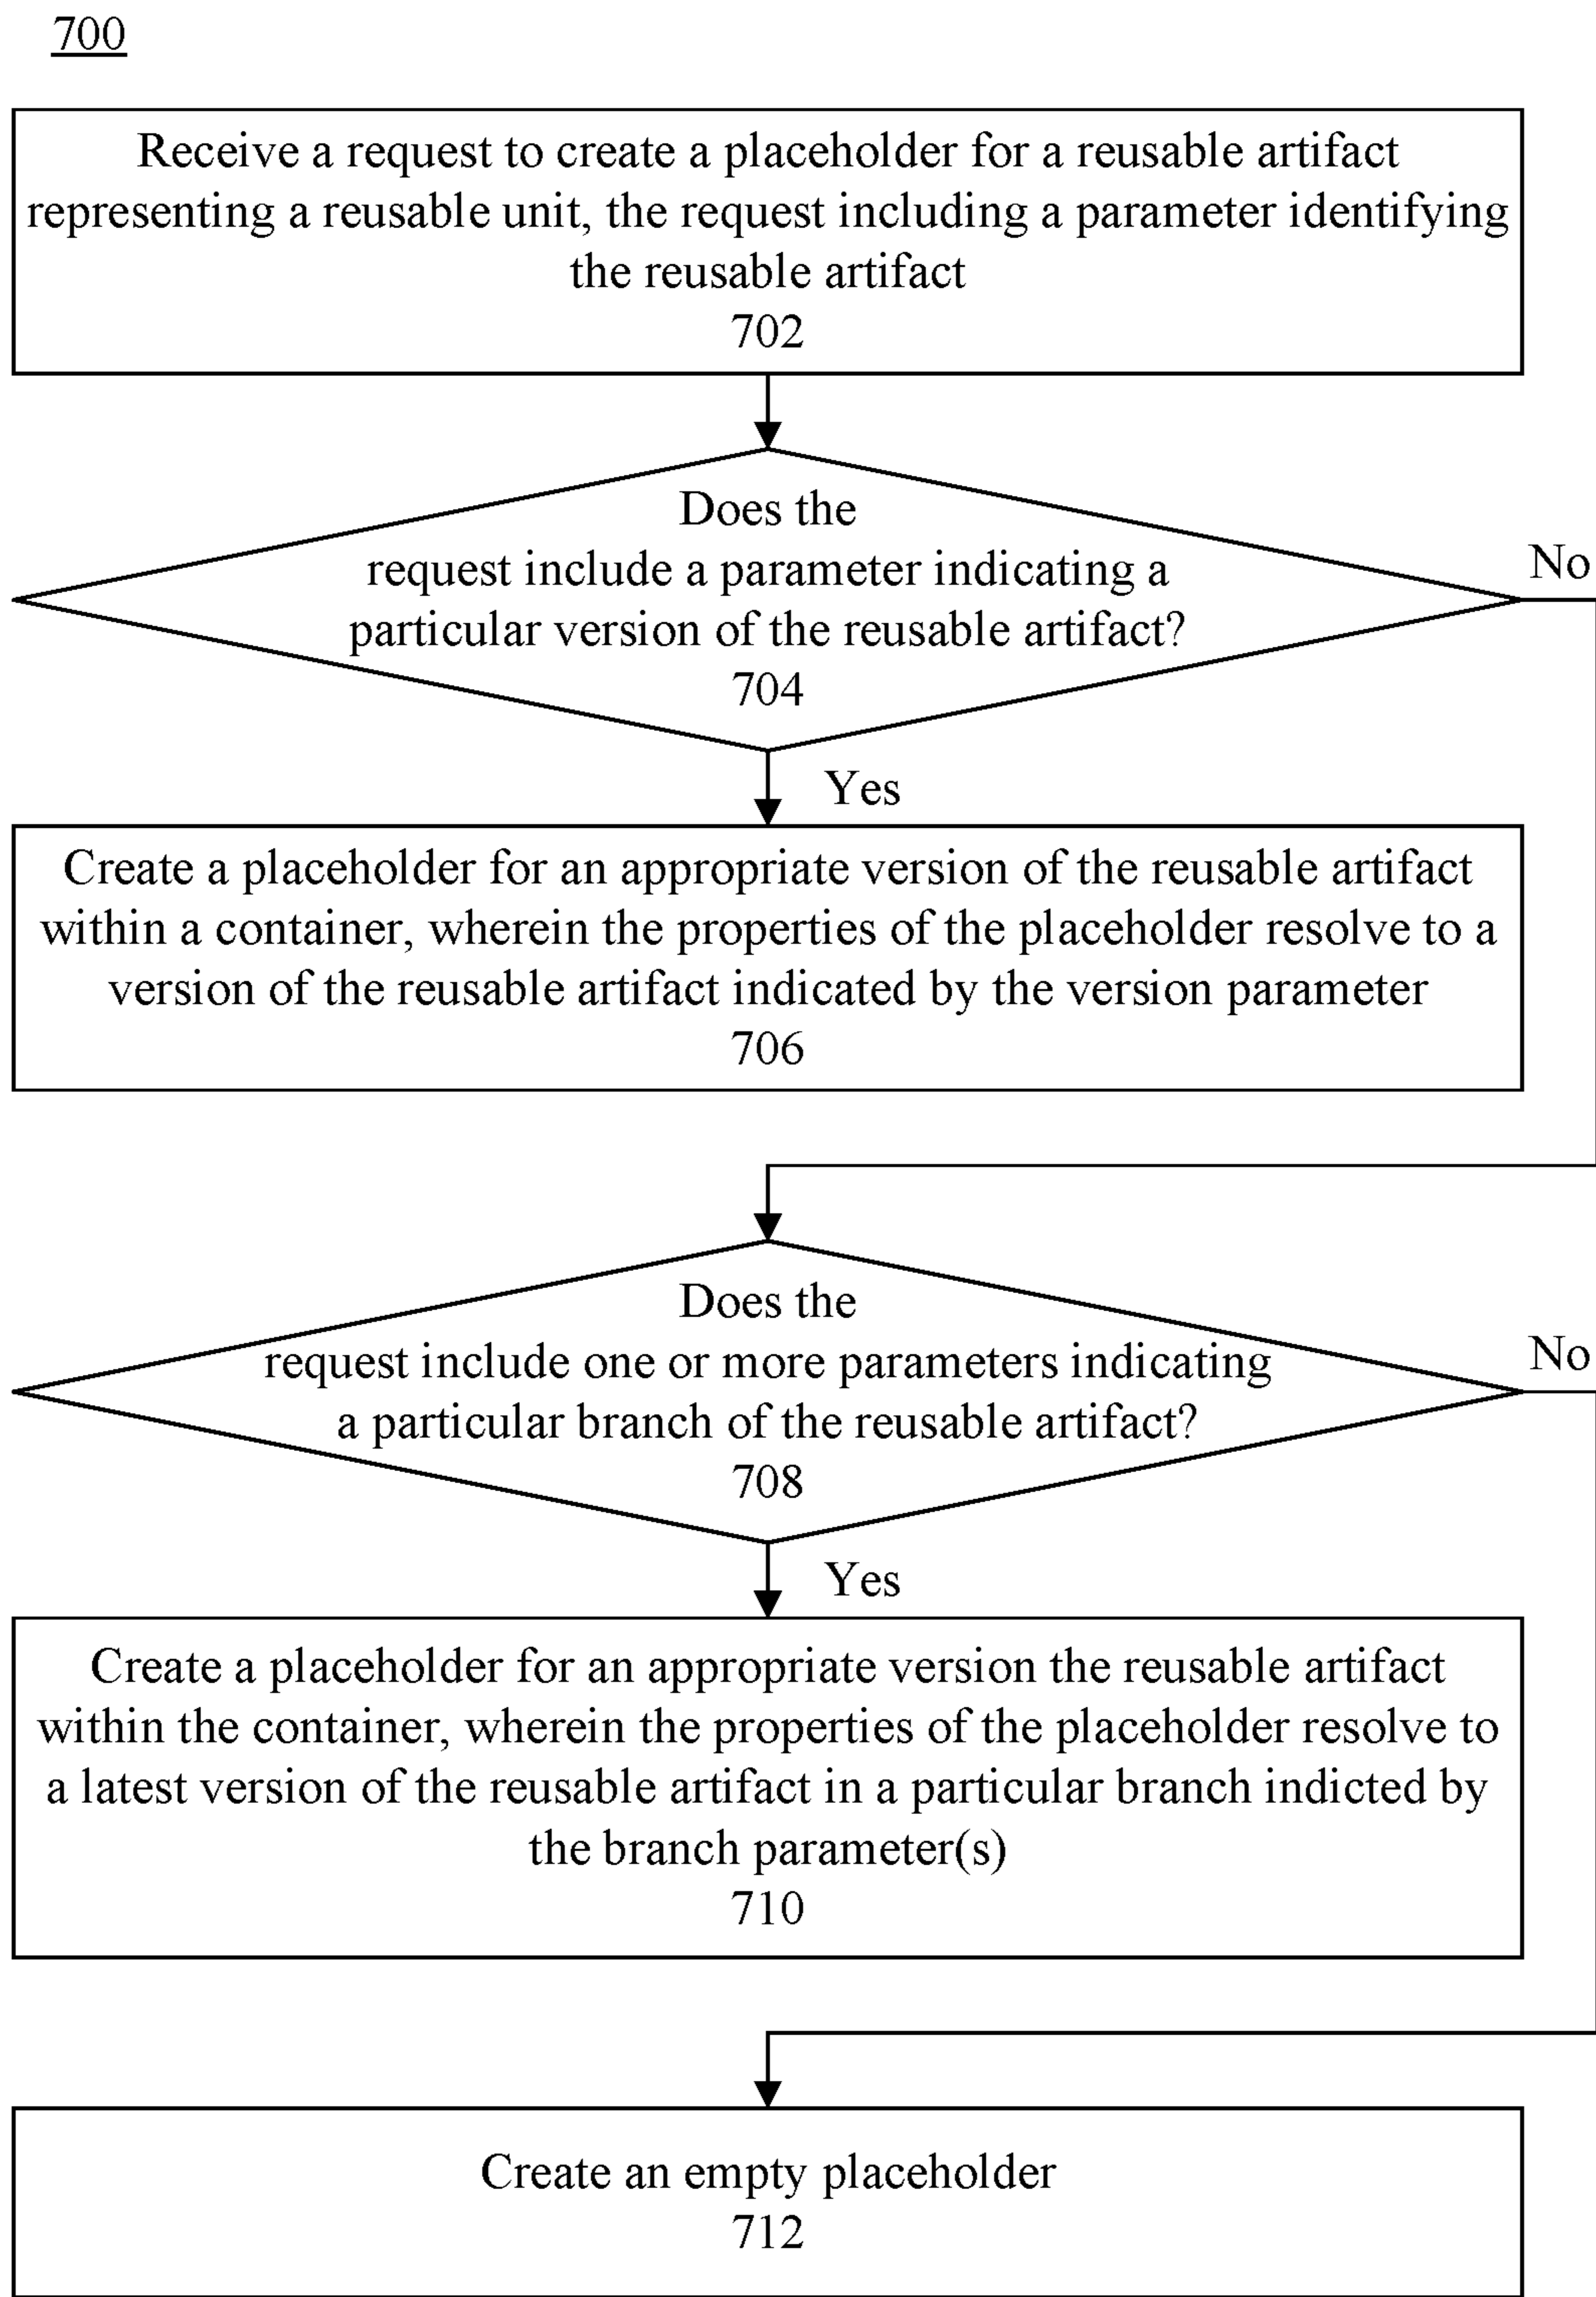 700
Receive a request to create a placeholder for a reusable artifact
representing a reusable unit, the request including a parameter identifying
the reusable artifact
702
Does the
request include a parameter indicating a
particular version of the reusable artifact?
704
No
Yes
Create a placeholder for an appropriate version of the reusable artifact
within a container, wherein the properties of the placeholder resolve to a
version of the reusable artifact indicated by the version parameter
706
Does the
request include one or more parameters indicating
a particular branch of the reusable artifact?
708
No
Yes
Create a placeholder for an appropriate version the reusable artifact
within the container, wherein the properties of the placeholder resolve to
a latest version of the reusable artifact in a particular branch indicted by
the branch parameter(s)
710
Create an empty placeholder
712